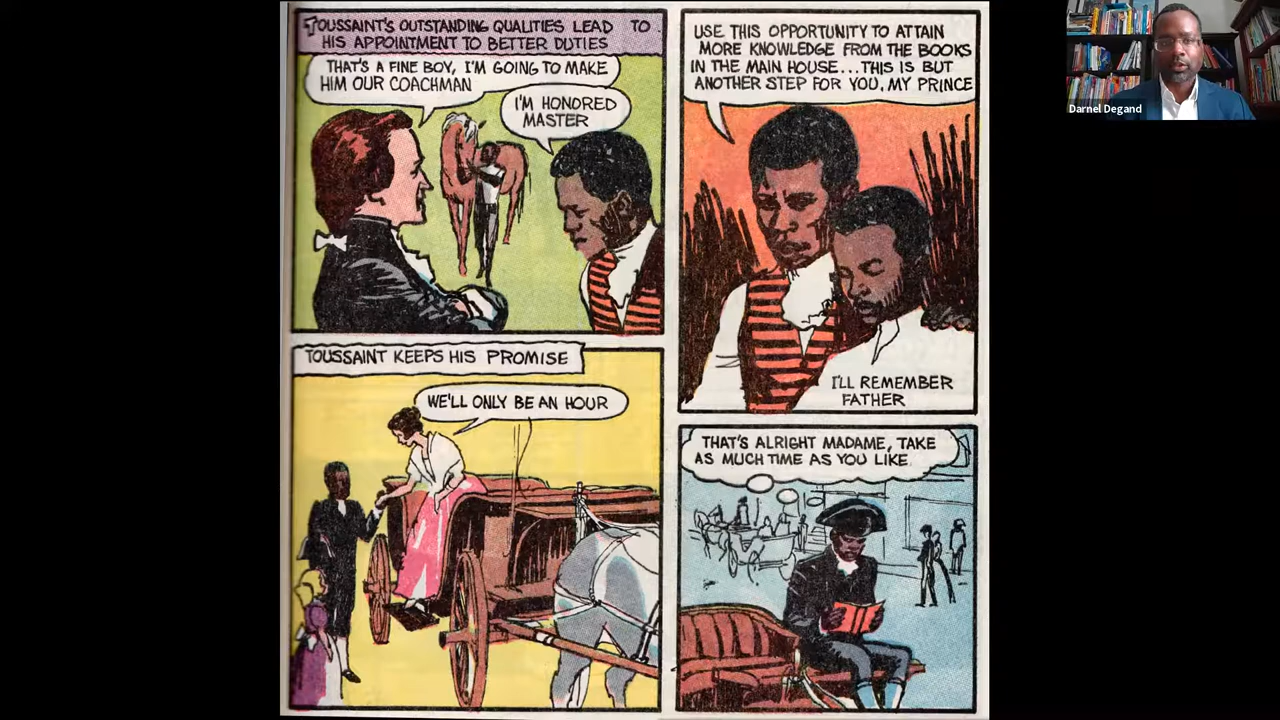 TOUSSAINT'S OUTSTANDING QUALITIES LEAD TO
HIS APPOINTMENT TO BETTER DUTIES
THAT'S A FINE BOY, I'M GOING TO MAKE
HIM OUR COACHMAN
I'M HONORED
MASTER
USE THIS OPPORTUNITY TO ATTAIN
MORE KNOWLEDGE FROM THE BOOKS
IN THE MAIN HOUSE...THIS IS BUT
ANOTHER STEP FOR YOU, MY PRINCE
I'LL REMEMBER
FATHER
TOUSSAINT KEEPS HIS PROMISE
WE'LL ONLY BE AN HOUR
THAT'S ALRIGHT MADAME, TAKE
AS MUCH TIME AS YOU LIKE.
Darnel Degand